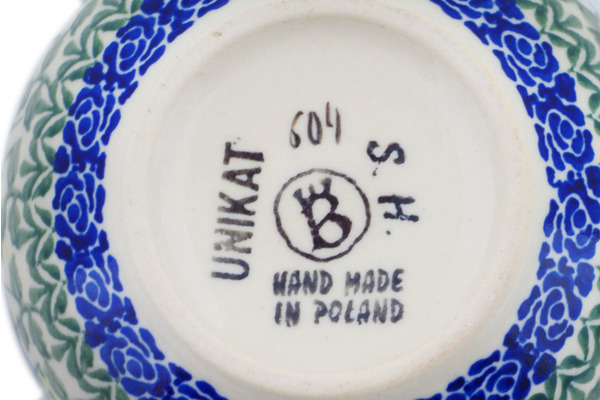 604
UNIKAT
S
H.
B
HAND MADE
IN POLAND